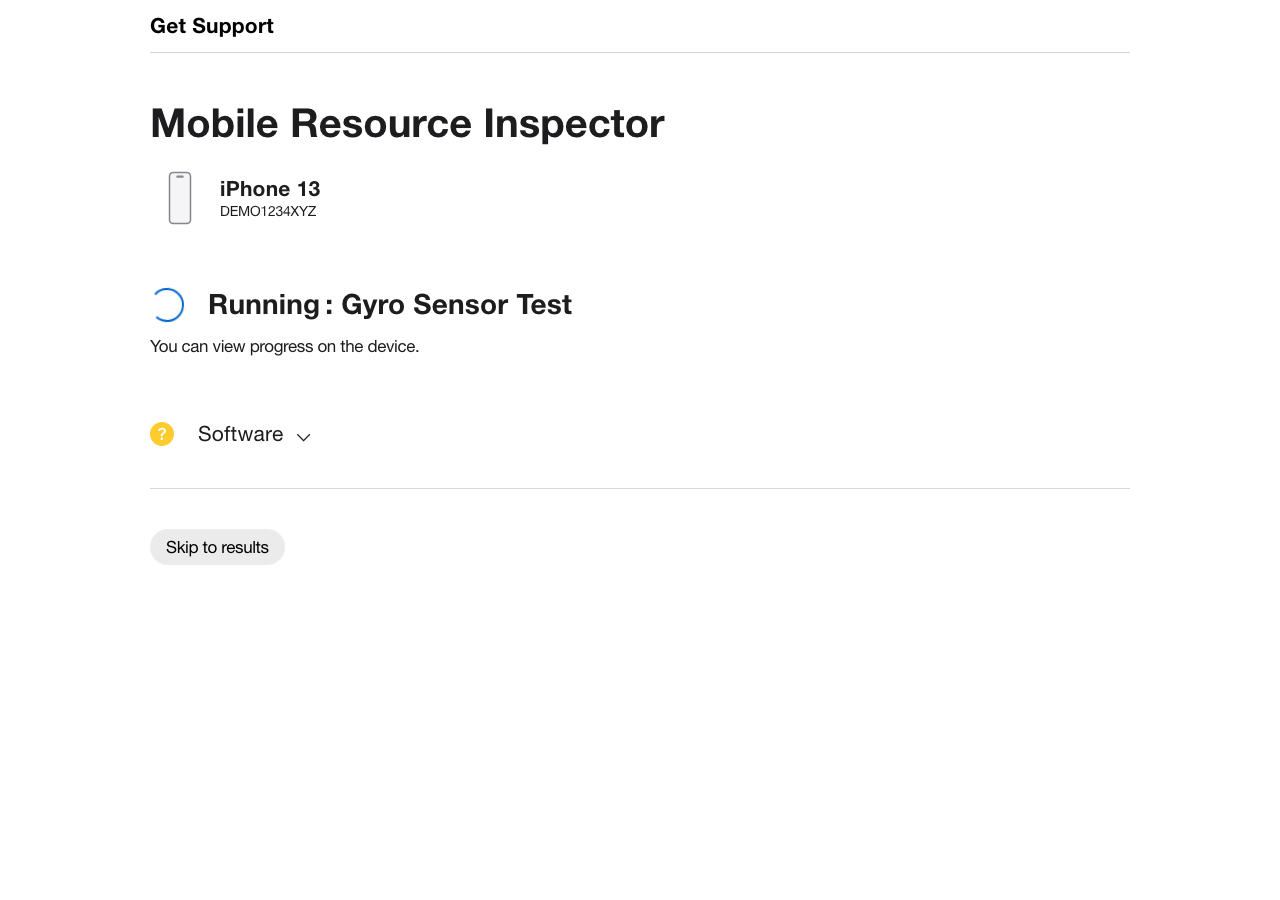 Get Support
Mobile Resource Inspector
iPhone 13
DEMO1234XYZ
Running : Gyro Sensor Test
You can view progress on the device.
? Software
Skip to results